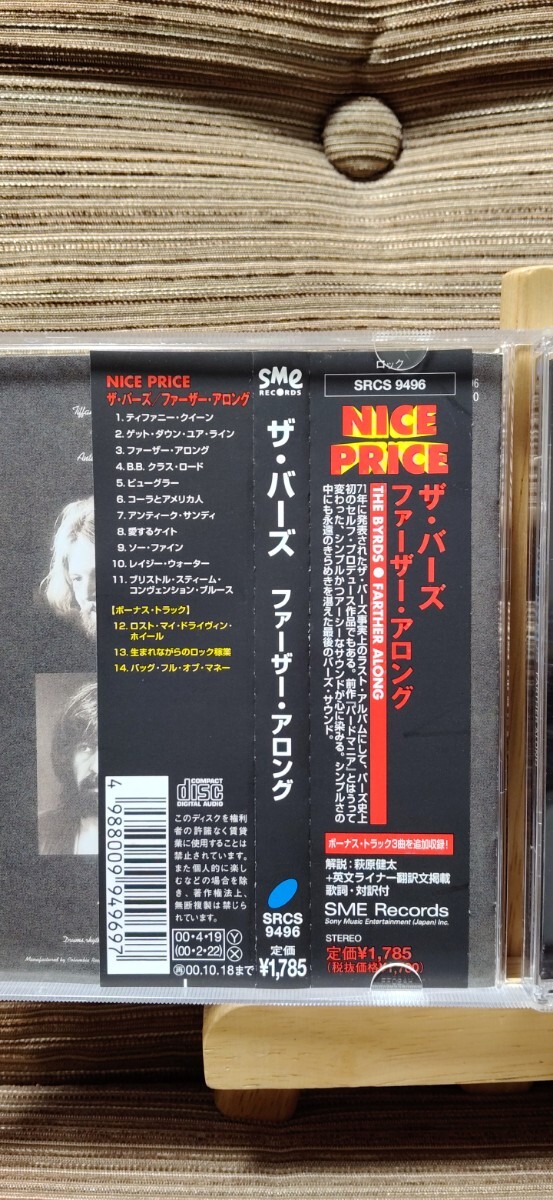 NICE PRICE
ザ・バーズ ファーザー・アロング
1. ティファニー・クイーン
2. ゲット・ダウン・ユア・ライン
3. ファーザー・アロング
4. B.B. クラス・ロード
5. ビューグラー
6. コーラとアメリカ人
7. アンティーク・サンディ
8. 愛するケイト
9. ソー・ファイン
10. レイジー・ウォーター
11. ブリストル・スティーム・
コンヴェンション・ブルース
【ボーナス・トラック】
12. ロスト・マイ・ドライヴィン・
ホイール
13. 生まれながらのロック稼業
14. バッグ・フル・オブ・マネー
4 988009 949697
COMPACT
disc
DIGITAL AUDIO
このディスクを権利
者の許諾なく賃貸
業に使用することは
禁止されています。
また個人的に楽し
むなどの場合を除
き、著作権法上、
無断複製は禁じら
れています。
00・4・19 Y
(00・2・22) X
再 00.10.18まで
SMe
RECORDS
ザ・バーズ ファーザー・アロング
SRCS
9496
定価
¥1,785
ロック
SRCS 9496
NICE
PRICE
ザ・バーズ
ファーザー・アロング
THE BYRDS ● FARTHER ALONG
71年に発表されたザ・バーズ事実上のラスト・アルバムにして、バーズ史上
初のセルフ・プロデュース作品でもある。前作『バードマニア』とはうって
変わった、シンプルかつアーシーなサウンドが心に染みる。シンプルさの
中にも永遠のきらめきを湛えた最後のバーズ・サウンド。
ボーナス・トラック3曲を追加収録!
解説：萩原健太
+英文ライナー翻訳文掲載
歌詞・対訳付
SME Records
Sony Music Entertainment (Japan) Inc.
STEREO
定価¥1,785
(税抜価格¥1,700)